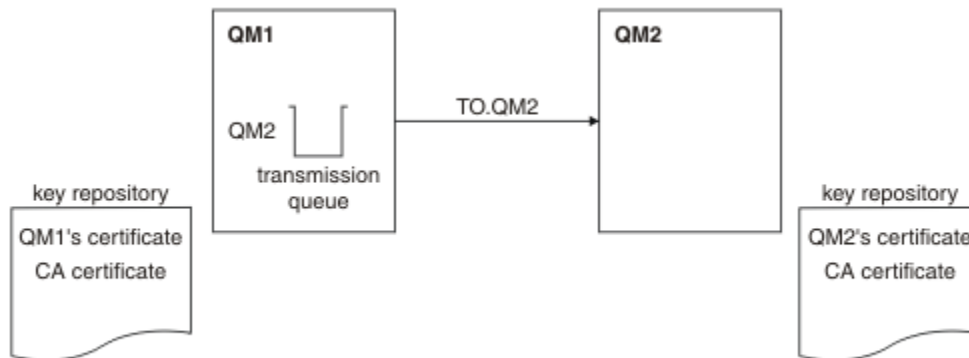 QM1
QM2
TO.QM2
QM2
transmission
queue
key repository
QM1's certificate
CA certificate
key repository
QM2's certificate
CA certificate